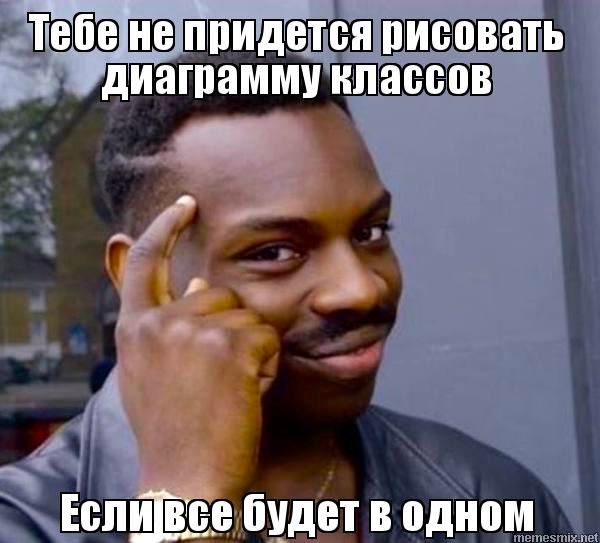 Тебе не придется рисовать
диаграмму классов
Если все будет в одном
memesmix.net